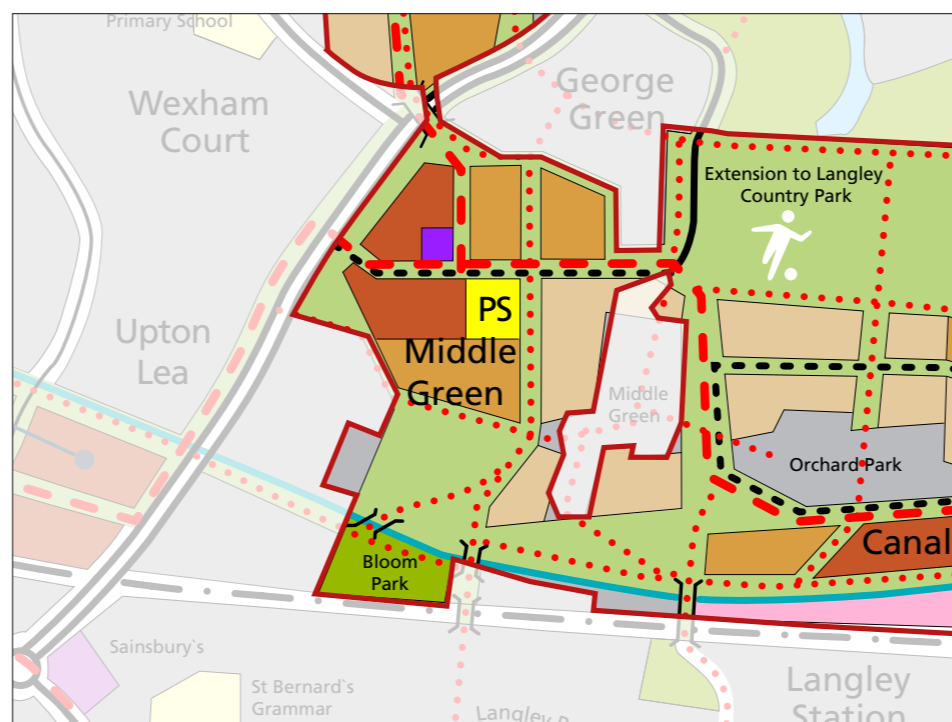 Primary School
Wexham
Court
George
Green
Extension to Langley
Country Park
Upton
Lea
PS
Middle
Green
Middle
Green
Orchard Park
Canal
Bloom
Park
Sainsbury`s
St Bernard`s
Grammar
Langley
Langley
Station